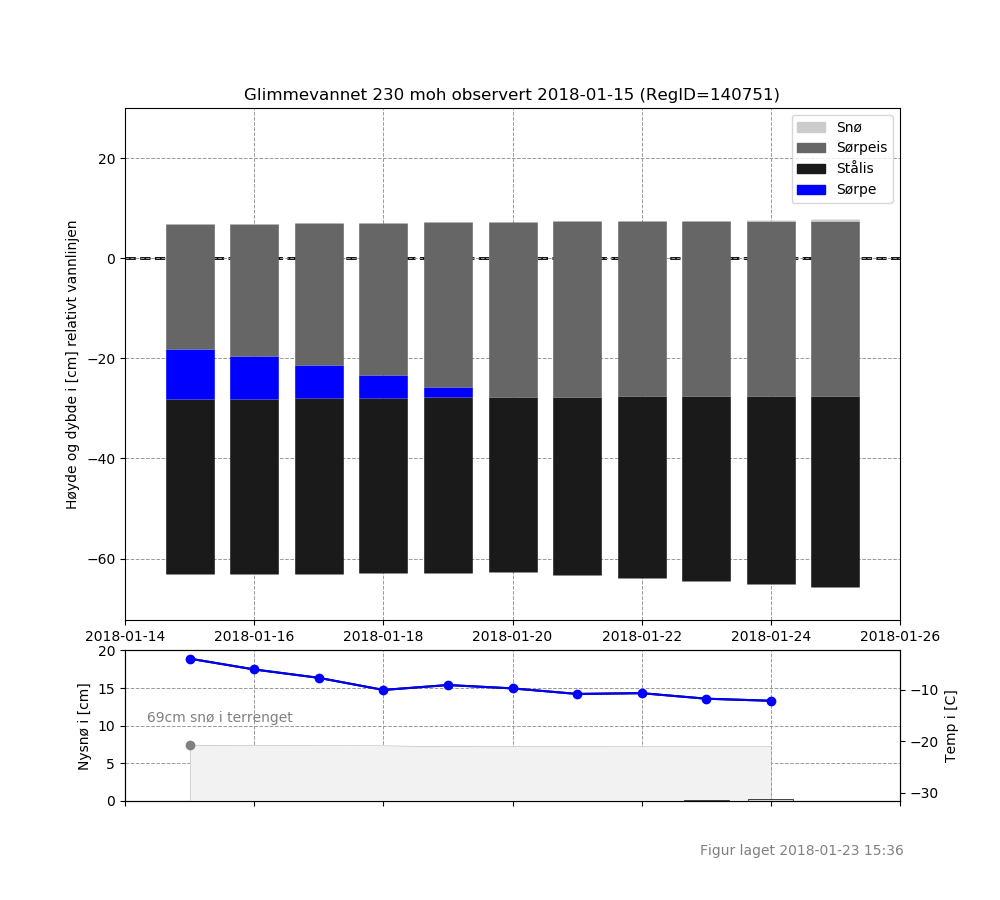 Glimmevannet 230 moh observert 2018-01-15 (RegID=140751)
Snø
Sørpeis
Stålis
Sørpe
Høyde og dybde i [cm] relativt vannlinjen
20
0
−20
−40
−60
2018-01-14 2018-01-16 2018-01-18 2018-01-20 2018-01-22 2018-01-24 2018-01-26
Nysnø i [cm]
20
15
10
5
0
69cm snø i terrenget
−10
−20
−30
Temp i [C]
Figur laget 2018-01-23 15:36